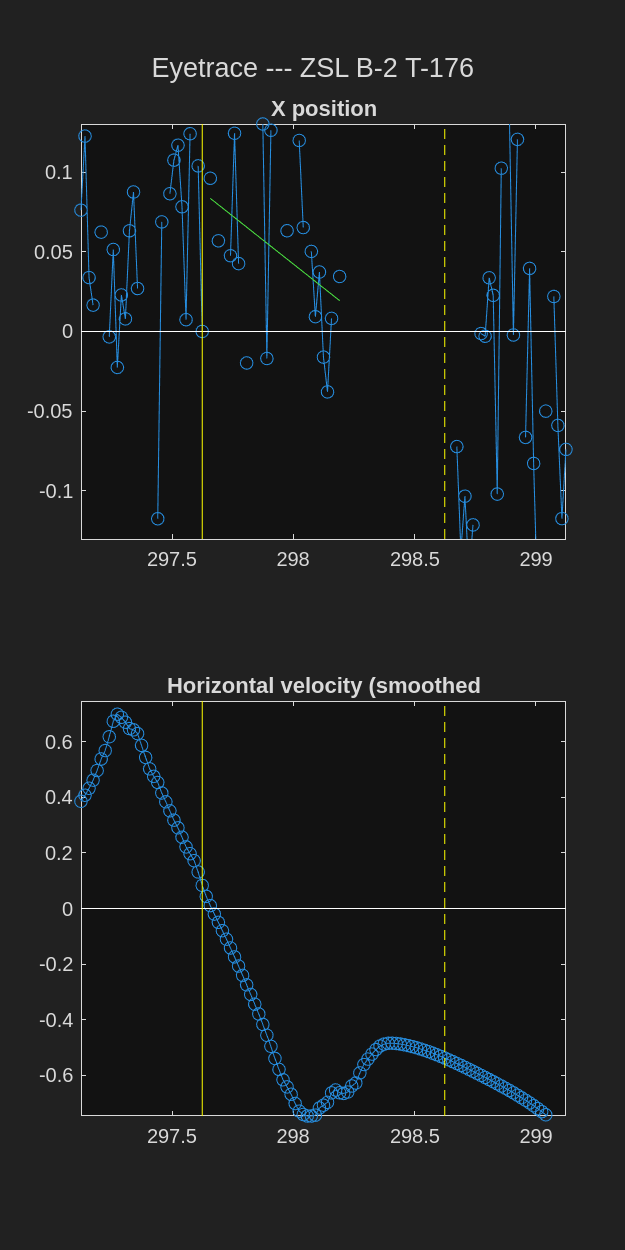 Eyetrace --- ZSL B-2 T-176
X position
0.1
0.05
0
-0.05
-0.1
297.5 298 298.5 299
Horizontal velocity (smoothed
0.6
0.4
0.2
0
-0.2
-0.4
-0.6
297.5 298 298.5 299